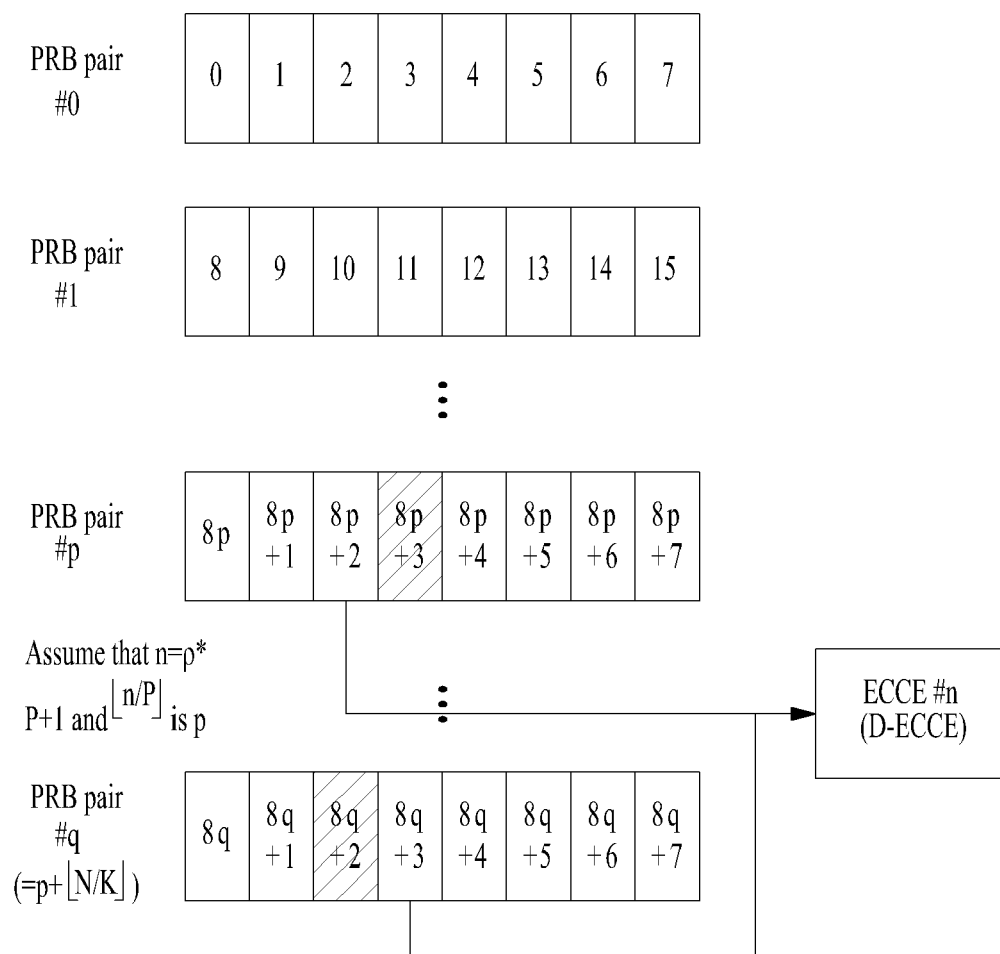 PRB pair
#0
0 1 2 3 4 5 6 7
PRB pair
#1
8 9 10 11 12 13 14 15
PRB pair
#p
8p 8p+1 8p+2 8p+3 8p+4 8p+5 8p+6 8p+7
Assume that n=ρ*
P+1 and ⌊n/P⌋ is p
ECCE #n
(D-ECCE)
PRB pair
#q
(=p+⌊N/K⌋)
8q 8q+1 8q+2 8q+3 8q+4 8q+5 8q+6 8q+7